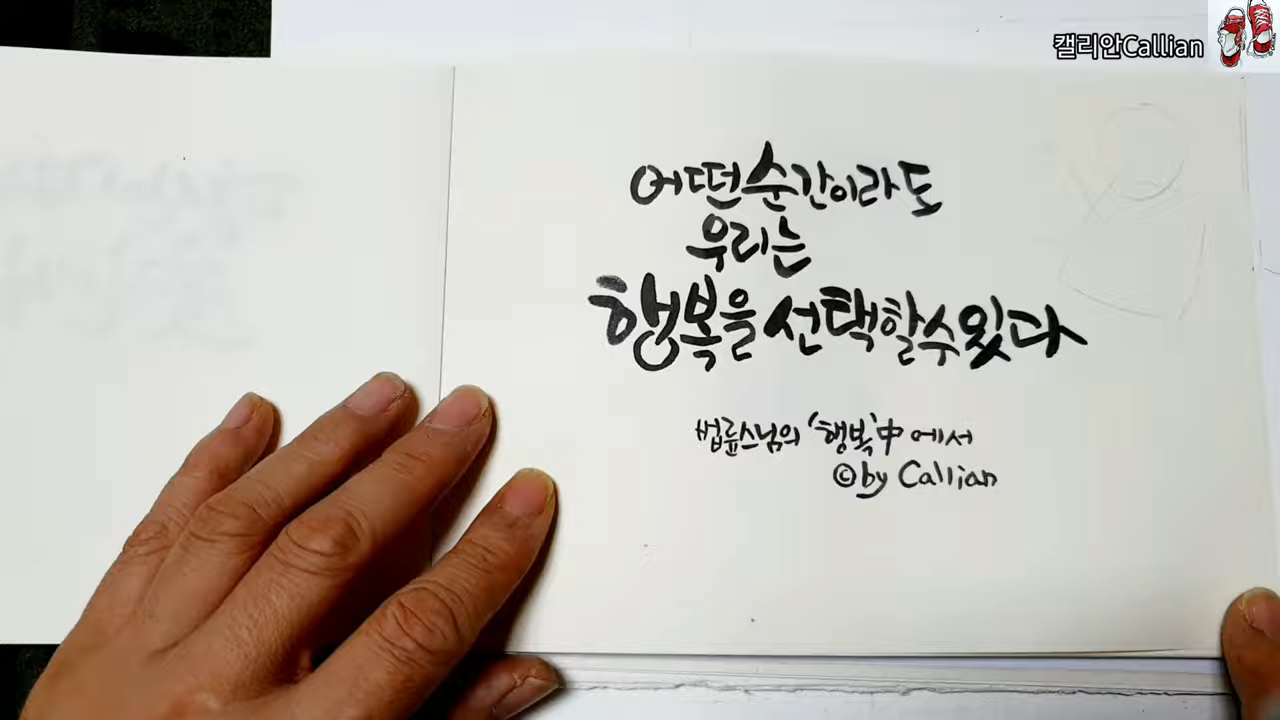 캘리안Callian
어떤순간이라도
우리는
행복을 선택할수있다
법륜스님의 '행복'中에서
©by Callian